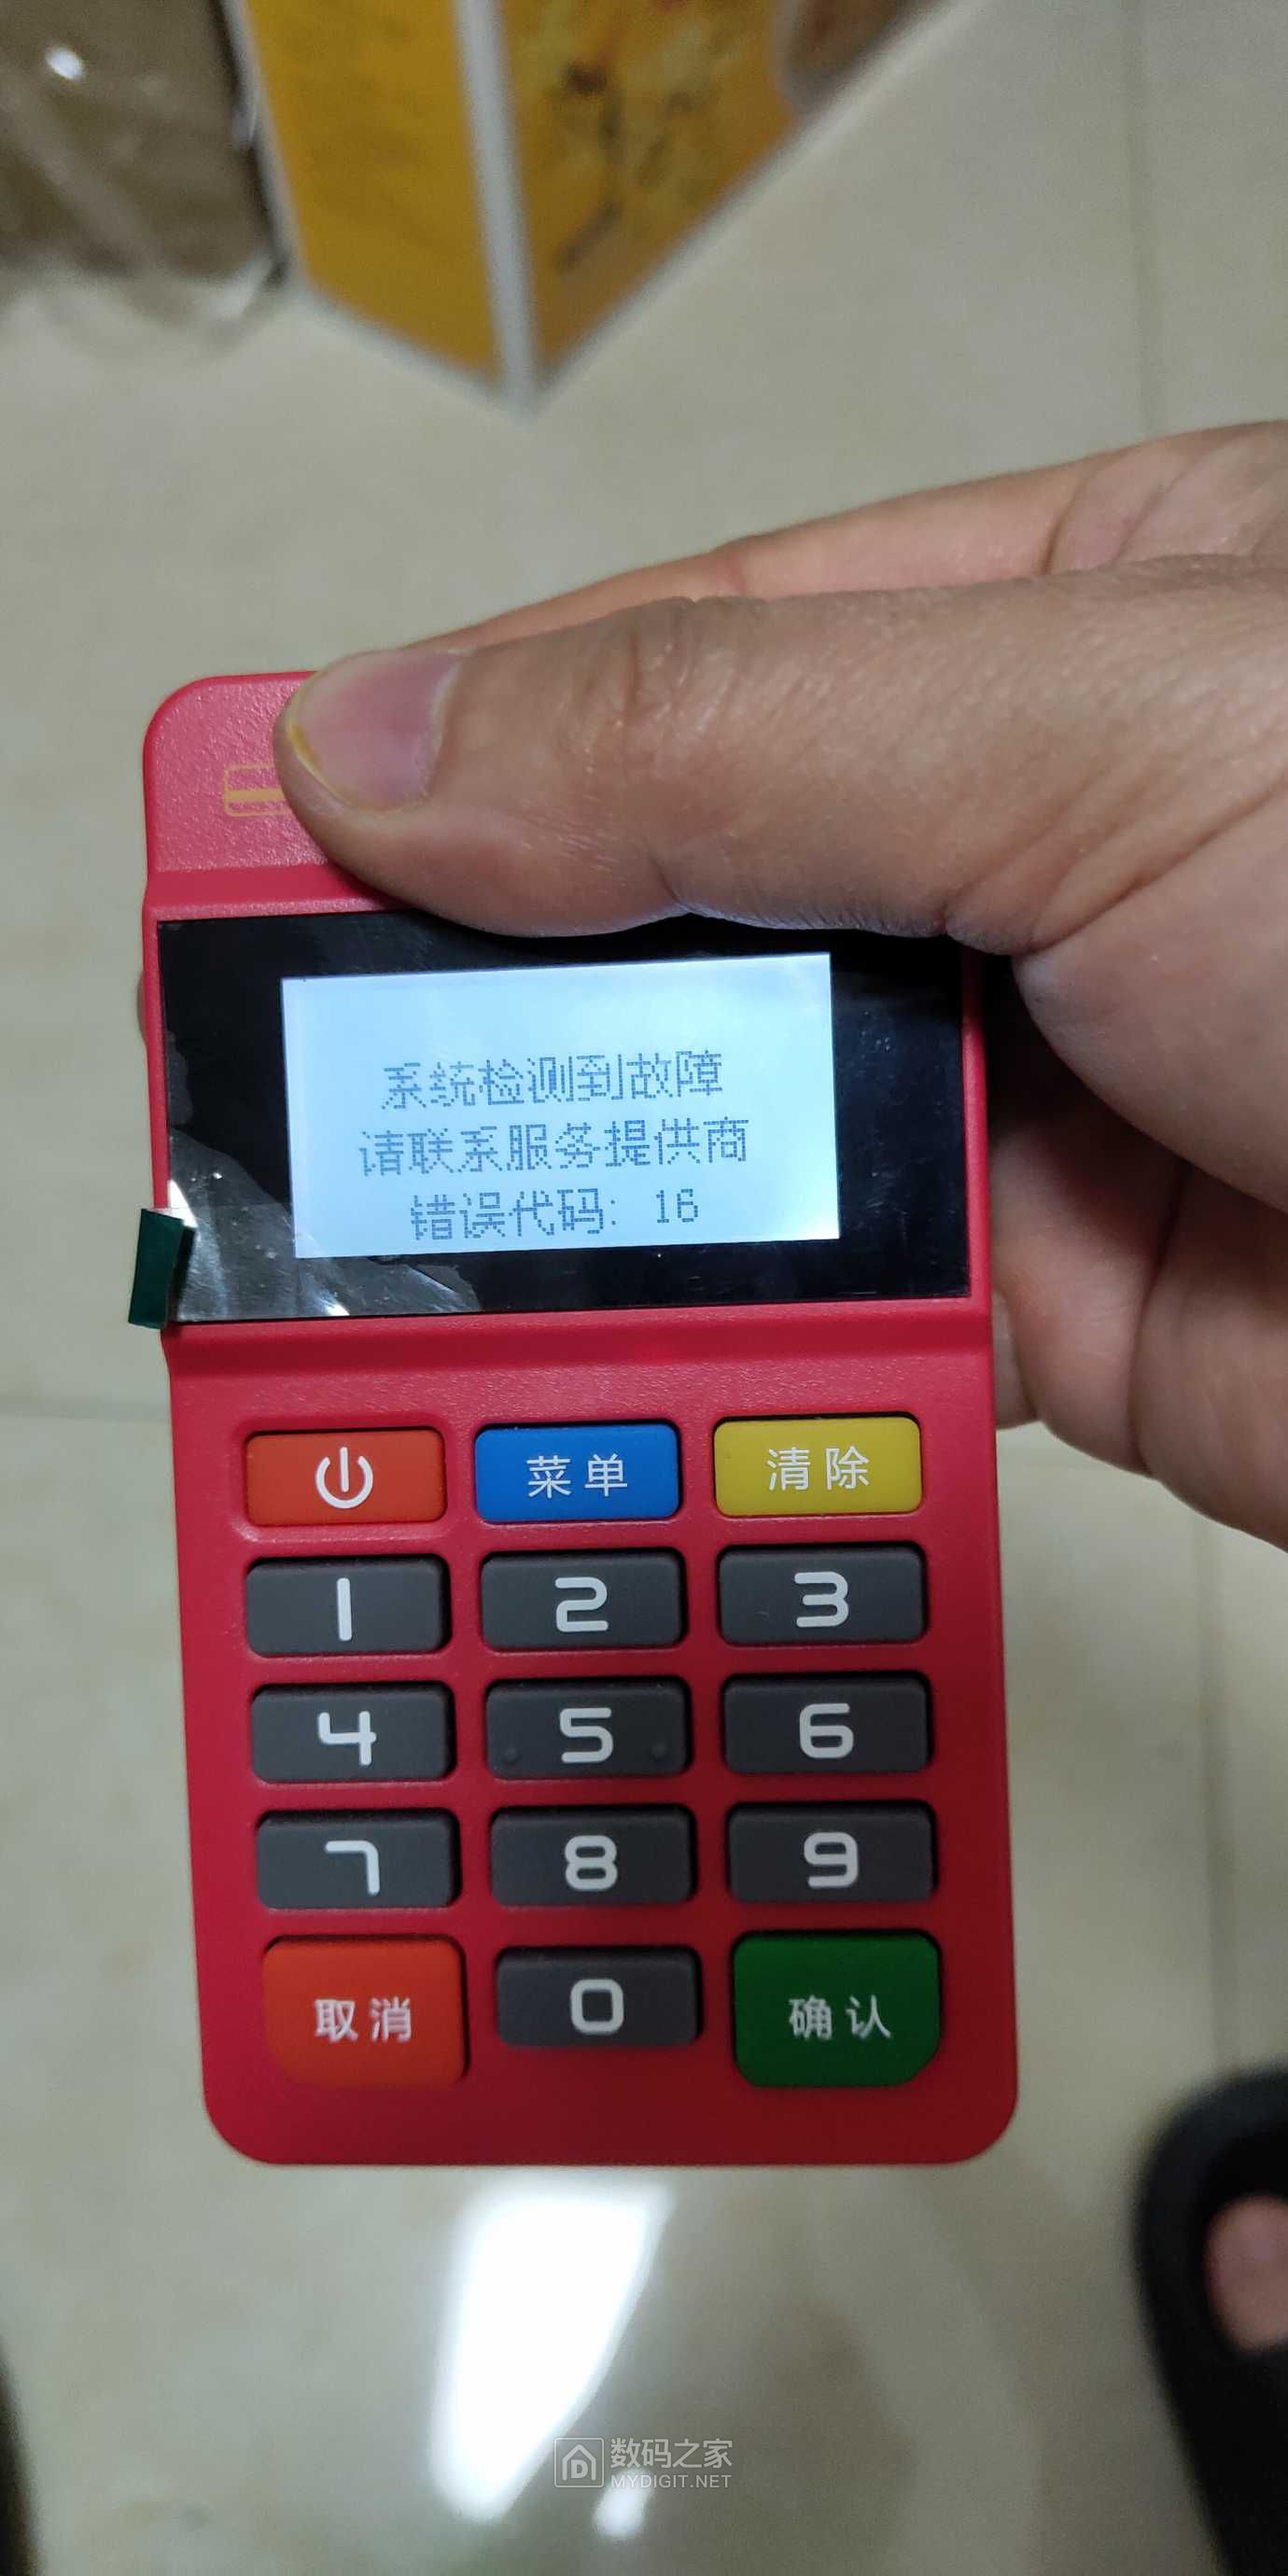 系统检测到故障
请联系服务提供商
错误代码: 16
菜单 清除
1 2 3
4 5 6
7 8 9
取消 0 确认
数码之家
MYDIGIT.NET